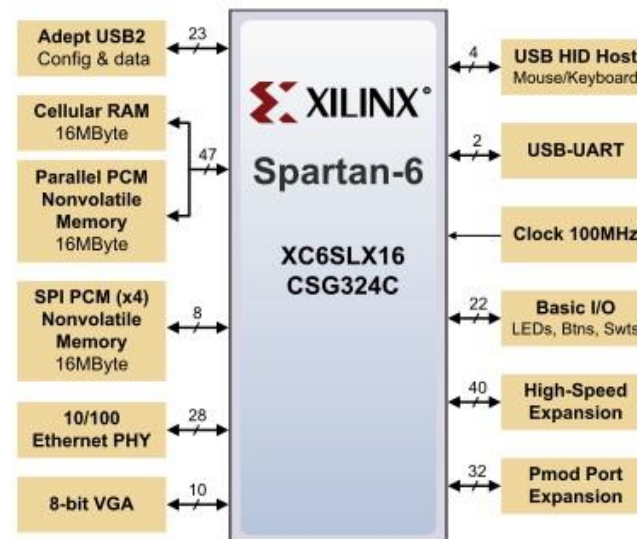 Adept USB2
Config & data
23
Cellular RAM
16MByte
Parallel PCM
Nonvolatile
Memory
16MByte
47
SPI PCM (x4)
Nonvolatile
Memory
16MByte
8
10/100
Ethernet PHY
28
8-bit VGA
10
XILINX
Spartan-6
XC6SLX16
CSG324C
4
USB HID Host
Mouse/Keyboard
2
USB-UART
Clock 100MHz
22
Basic I/O
LEDs, Btns, Swts
40
High-Speed
Expansion
32
Pmod Port
Expansion